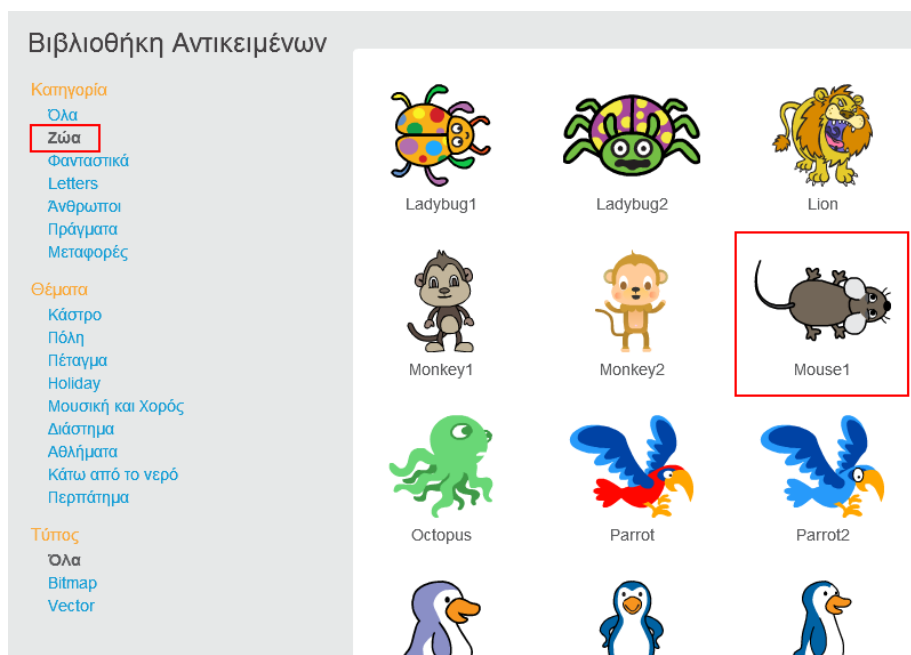 Βιβλιοθήκη Αντικειμένων
Κατηγορία
Όλα
Ζώα
Φανταστικά
Letters
Άνθρωποι
Πράγματα
Μεταφορές
Θέματα
Κάστρο
Πόλη
Πέταγμα
Holiday
Μουσική και Χορός
Διάστημα
Αθλήματα
Κάτω από το νερό
Περπάτημα
Τύπος
Όλα
Bitmap
Vector
Ladybug1 Ladybug2 Lion
Monkey1 Monkey2 Mouse1
Octopus Parrot Parrot2